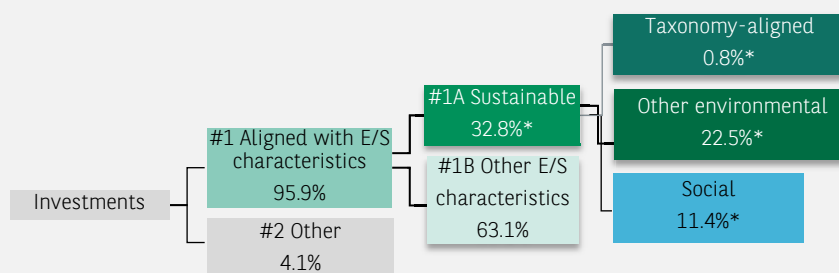 Investments
#1 Aligned with E/S
characteristics
95.9%
#2 Other
4.1%
#1A Sustainable
32.8%*
#1B Other E/S
characteristics
63.1%
Taxonomy-aligned
0.8%*
Other environmental
22.5%*
Social
11.4%*